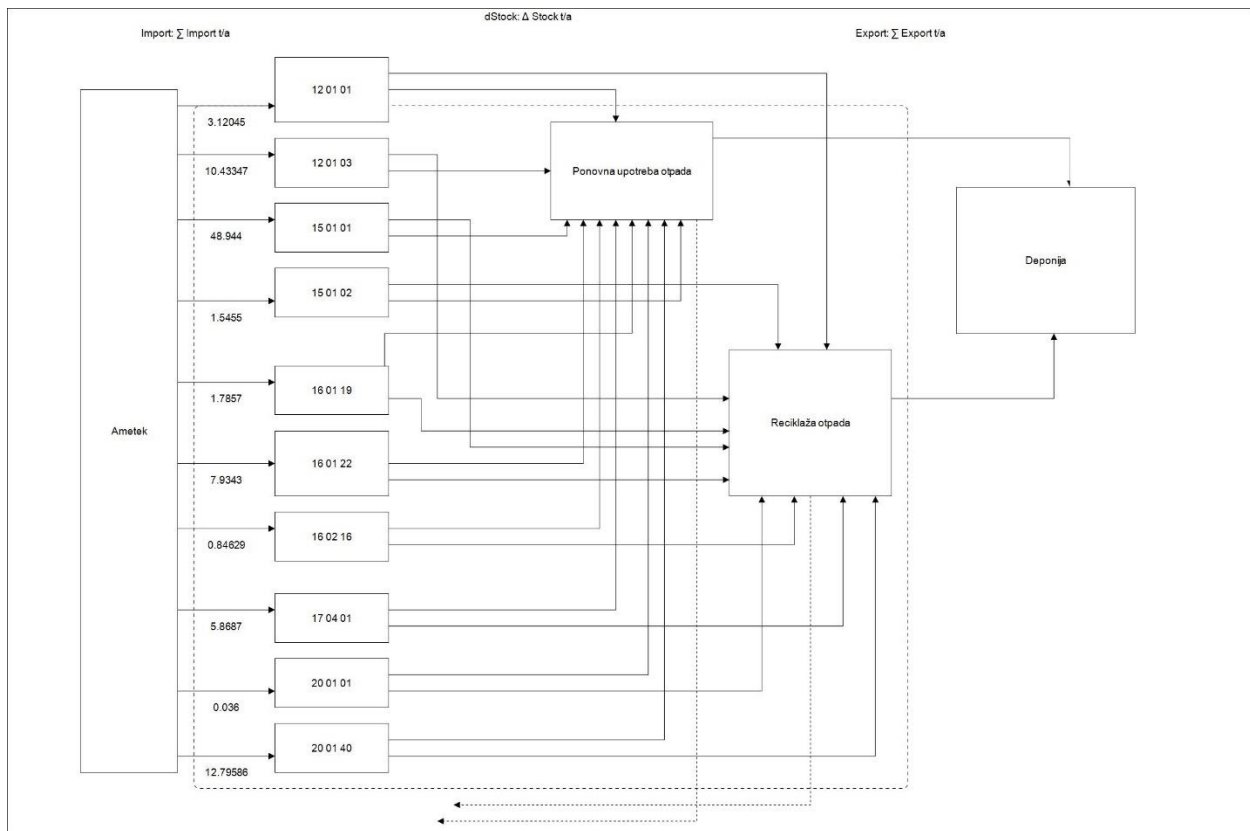 dStock: Δ Stock t/a
Import: ∑ Import t/a
Export: ∑ Export t/a
12 01 01
3.12045
12 01 03
Ponovna upotreba otpada
10.43347
15 01 01
48.944
Deponija
15 01 02
1.5455
16 01 19
1.7857
Ametek
Reciklaža otpada
16 01 22
7.9343
16 02 16
0.84629
17 04 01
5.8687
20 01 01
0.036
20 01 40
12.79586